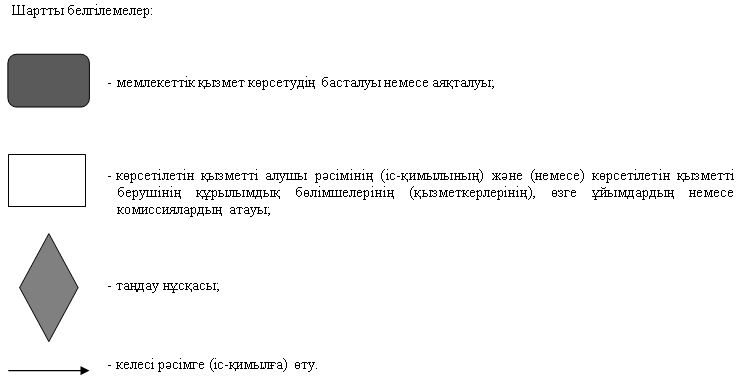 Шартты белгілемелер:
- мемлекеттік қызмет көрсетудің басталуы немесе аяқталуы;
- көрсетілетін қызметті алушы рәсімінің (іс-қимылының) және (немесе) көрсетілетін қызметті
берушінің құрылымдық бөлімшелерінің (қызметкерлерінің), өзге ұйымдардың немесе
комиссиялардың атауы;
- таңдау нұсқасы;
- келесі рәсімге (іс-қимылға) өту.